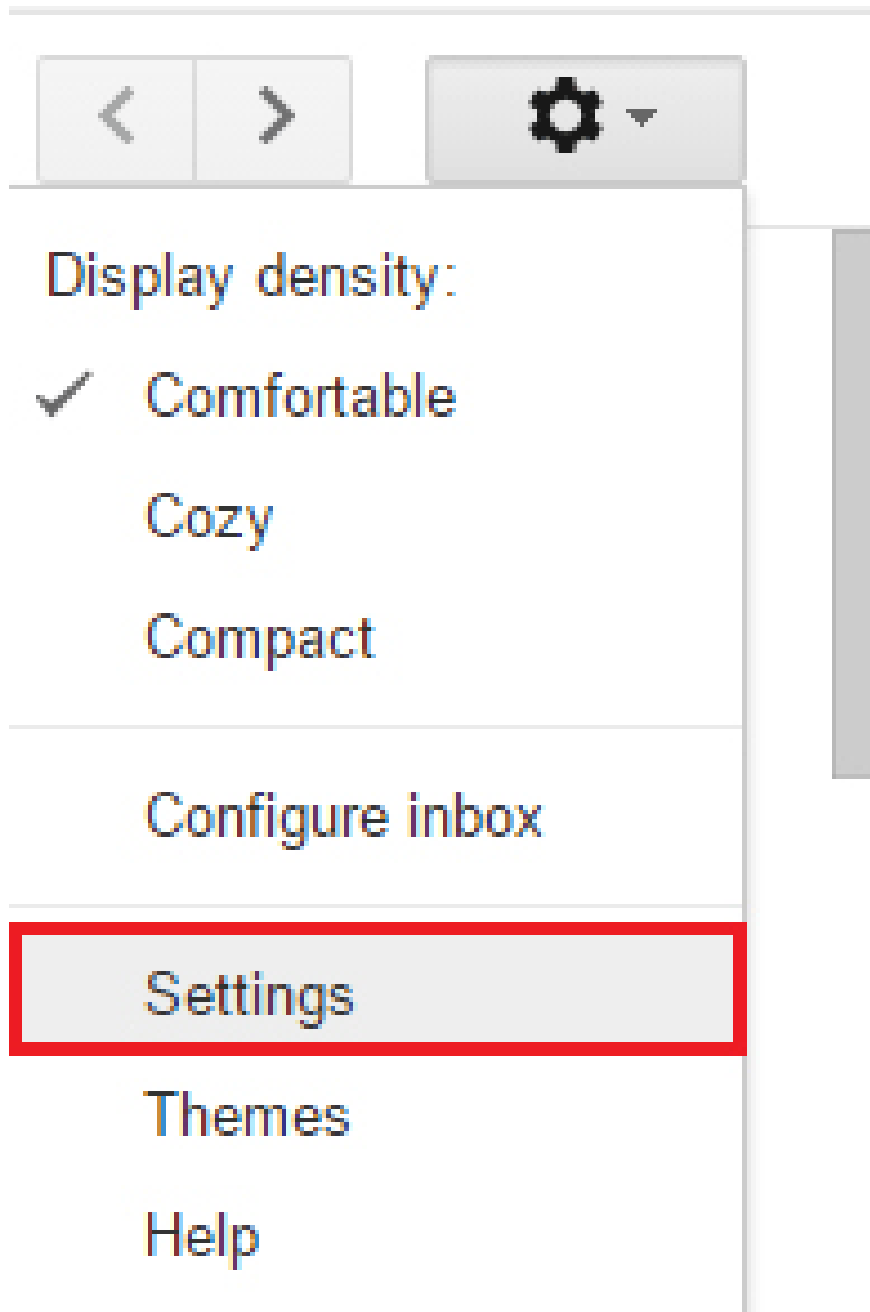 Display density:
Comfortable
Cozy
Compact
Configure inbox
Settings
Themes
Help